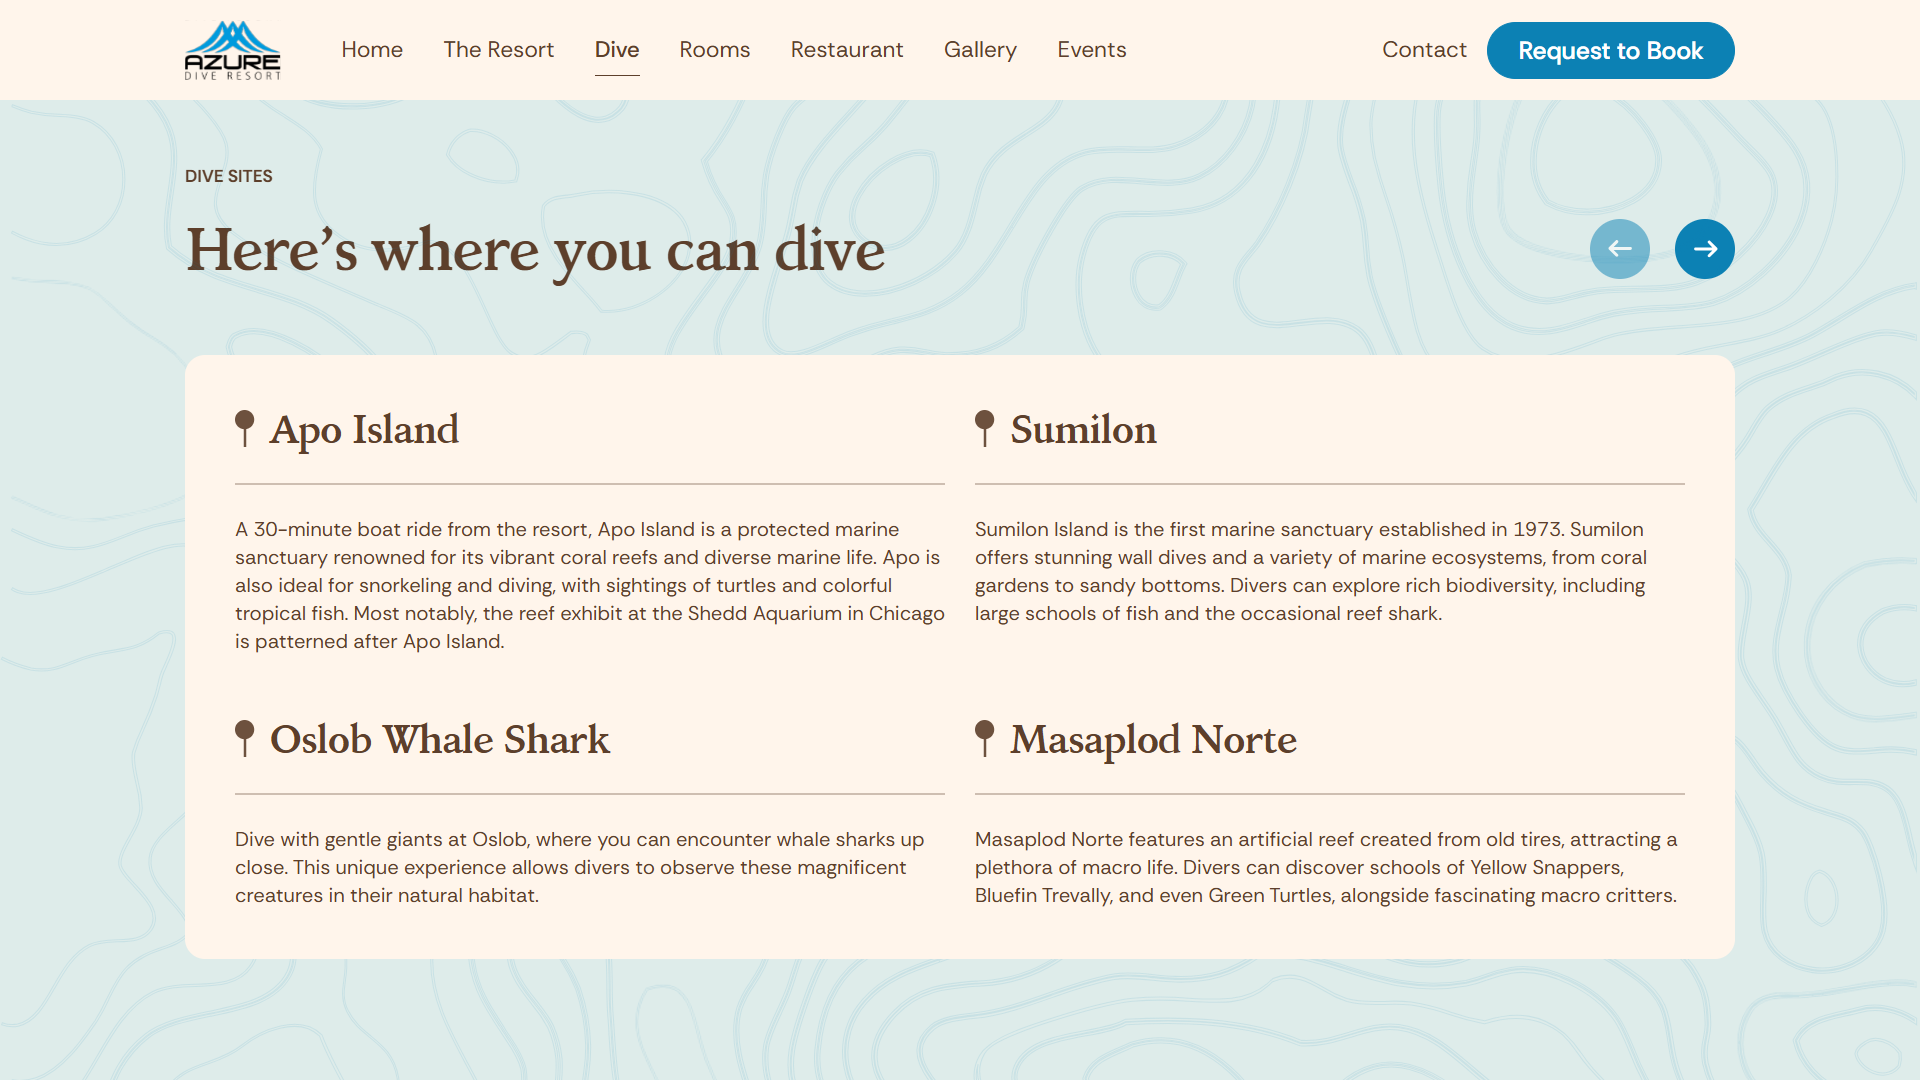 AZURE
DIVE RESORT
Home
The Resort
Dive
Rooms
Restaurant
Gallery
Events
Contact
Request to Book
DIVE SITES
Here’s where you can dive
Apo Island
A 30-minute boat ride from the resort, Apo Island is a protected marine
sanctuary renowned for its vibrant coral reefs and diverse marine life. Apo is
also ideal for snorkeling and diving, with sightings of turtles and colorful
tropical fish. Most notably, the reef exhibit at the Shedd Aquarium in Chicago
is patterned after Apo Island.
Sumilon
Sumilon Island is the first marine sanctuary established in 1973. Sumilon
offers stunning wall dives and a variety of marine ecosystems, from coral
gardens to sandy bottoms. Divers can explore rich biodiversity, including
large schools of fish and the occasional reef shark.
Oslob Whale Shark
Dive with gentle giants at Oslob, where you can encounter whale sharks up
close. This unique experience allows divers to observe these magnificent
creatures in their natural habitat.
Masaplod Norte
Masaplod Norte features an artificial reef created from old tires, attracting a
plethora of macro life. Divers can discover schools of Yellow Snappers,
Bluefin Trevally, and even Green Turtles, alongside fascinating macro critters.